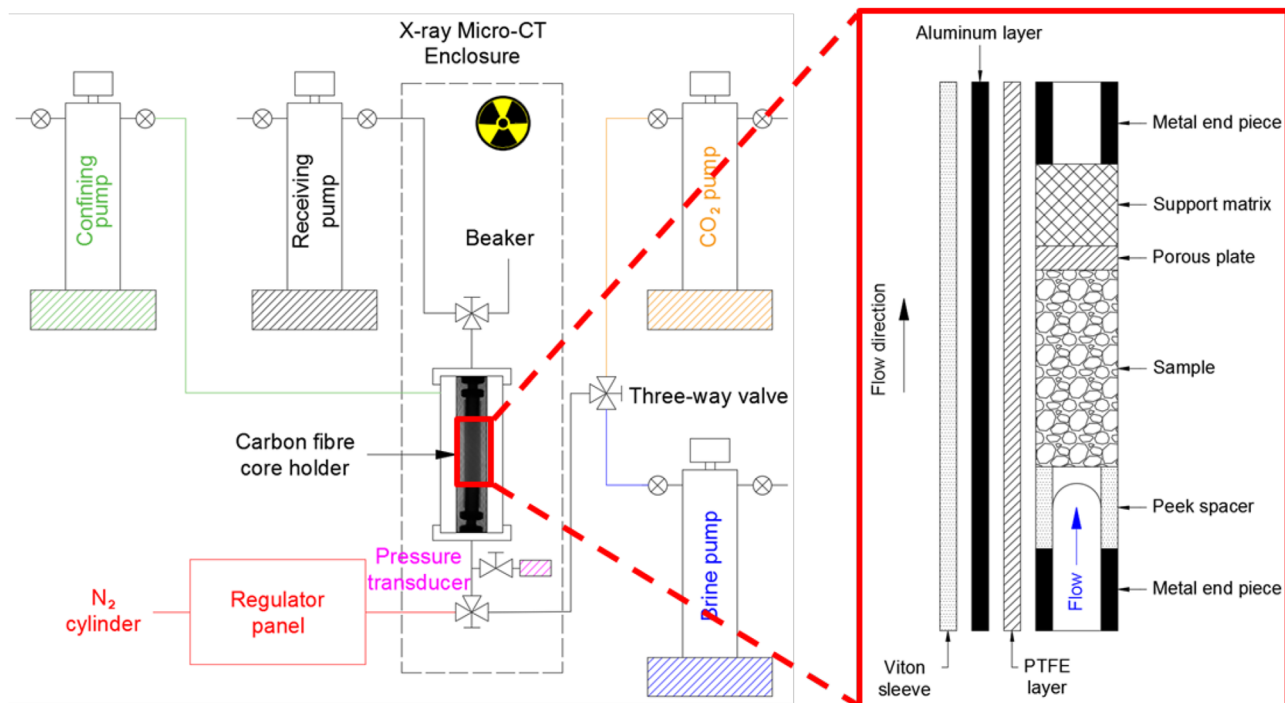 X-ray Micro-CT
Enclosure
Confining
pump
Receiving
pump
Beaker
CO₂ pump
Three-way valve
Carbon fibre
core holder
Pressure
transducer
N₂
cylinder
Regulator
panel
Brine pump
Aluminum layer
Metal end piece
Support matrix
Porous plate
Flow direction
Sample
Peek spacer
Flow
Metal end piece
Viton
sleeve
PTFE
layer